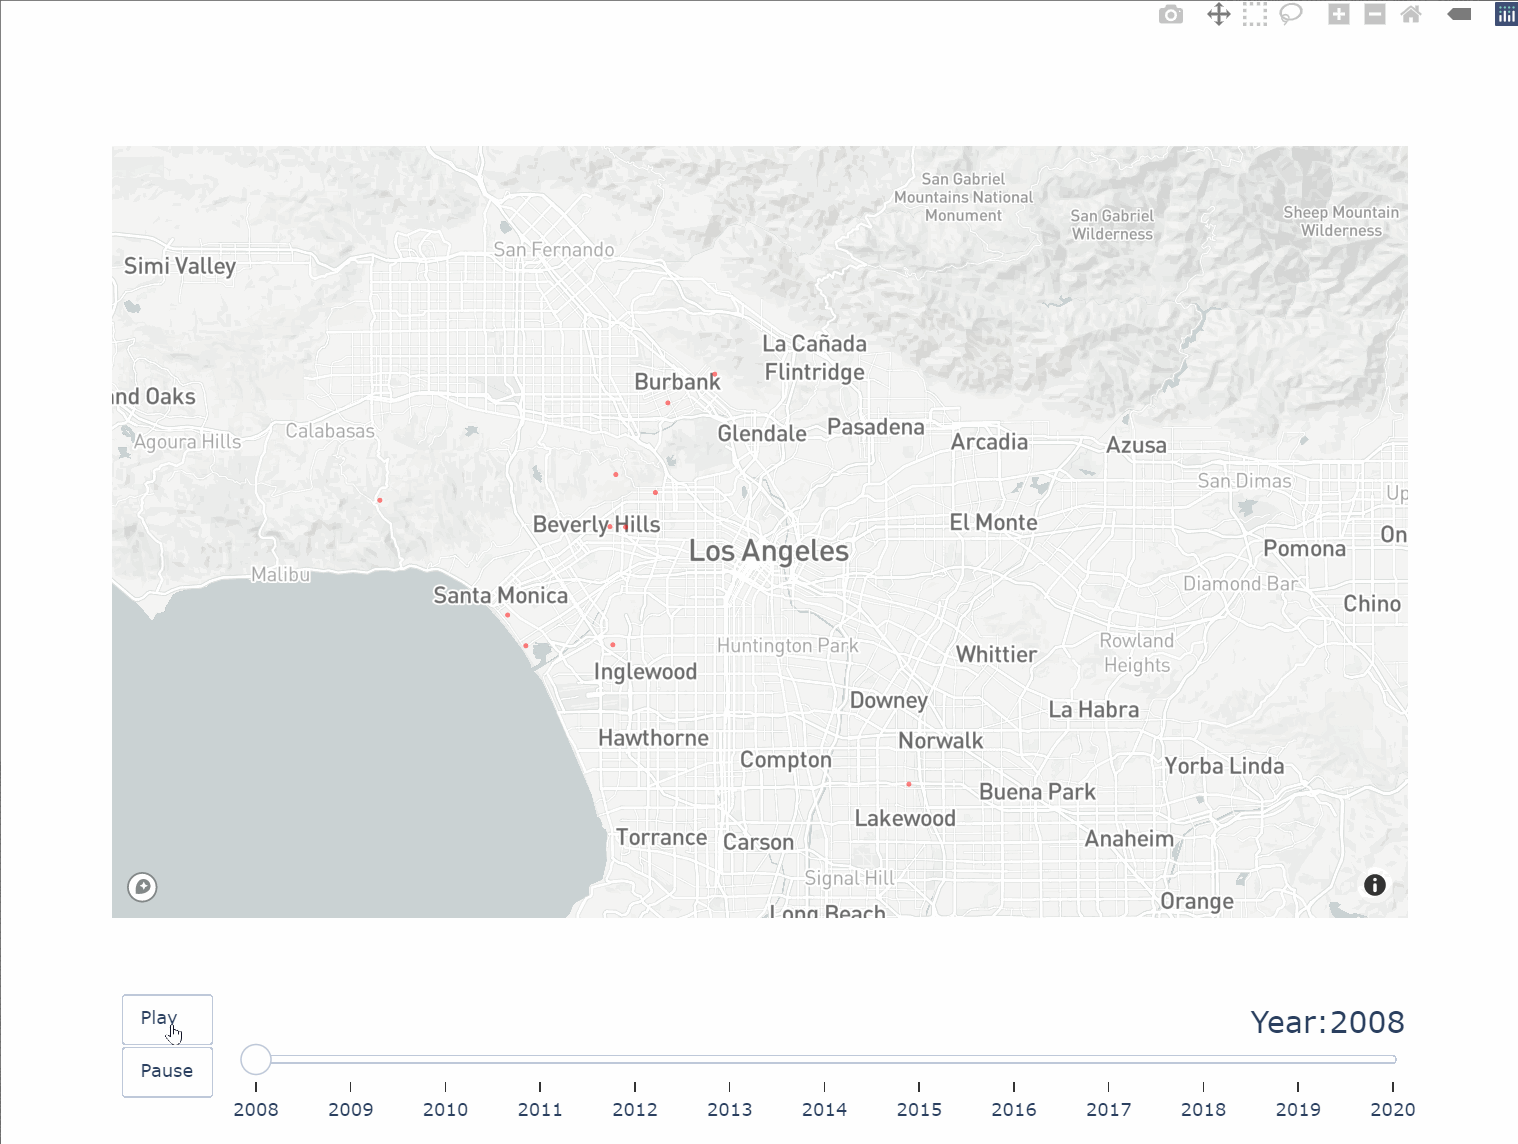 San Gabriel
Mountains National
Monument
San Gabriel
Wilderness
Sheep Mountain
Wilderness
San Fernando
Simi Valley
La Cañada
Flintridge
Burbank
nd Oaks
Agoura Hills
Calabasas
Glendale
Pasadena
Arcadia
Azusa
San Dimas
Up
Beverly Hills
El Monte
On
Los Angeles
Pomona
Malibu
Diamond Bar
Santa Monica
Chino
Huntington Park
Whittier
Rowland
Heights
Inglewood
Downey
La Habra
Hawthorne
Norwalk
Compton
Yorba Linda
Buena Park
Lakewood
Torrance
Carson
Anaheim
Signal Hill
Orange
Long Beach
Play
Year:2008
Pause
2008 2009 2010 2011 2012 2013 2014 2015 2016 2017 2018 2019 2020